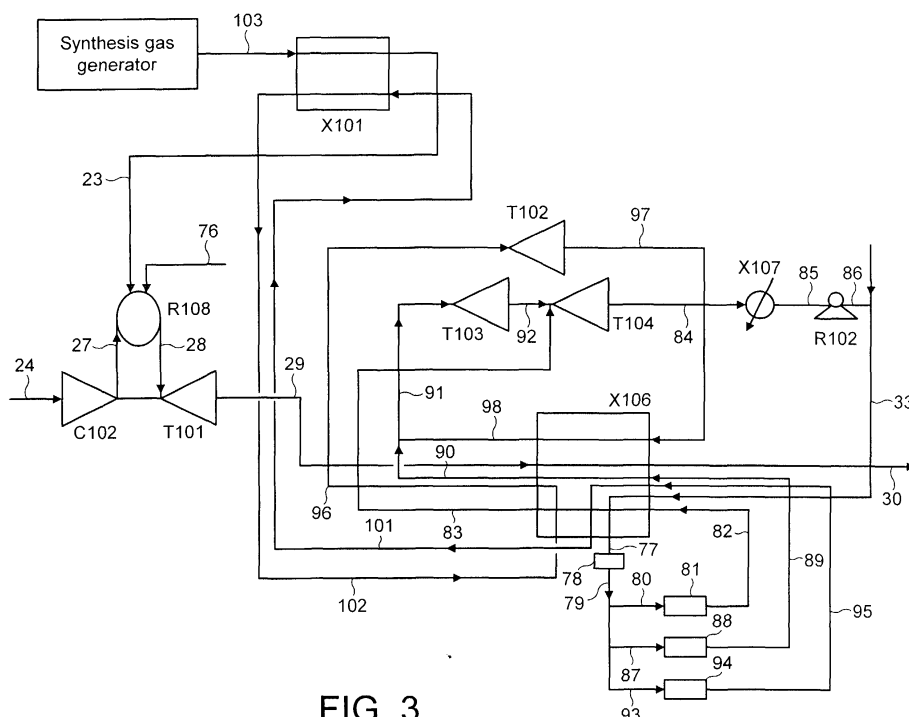 103
Synthesis gas
generator
X101
23
T102
97
76
X107
85
86
R108
T103
92
T104
84
R102
27
28
24
29
91
33
C102
T101
X106
98
90
96
30
101
83
82
77
89
78
81
102
79
80
95
88
87
94
93
FIG. 3